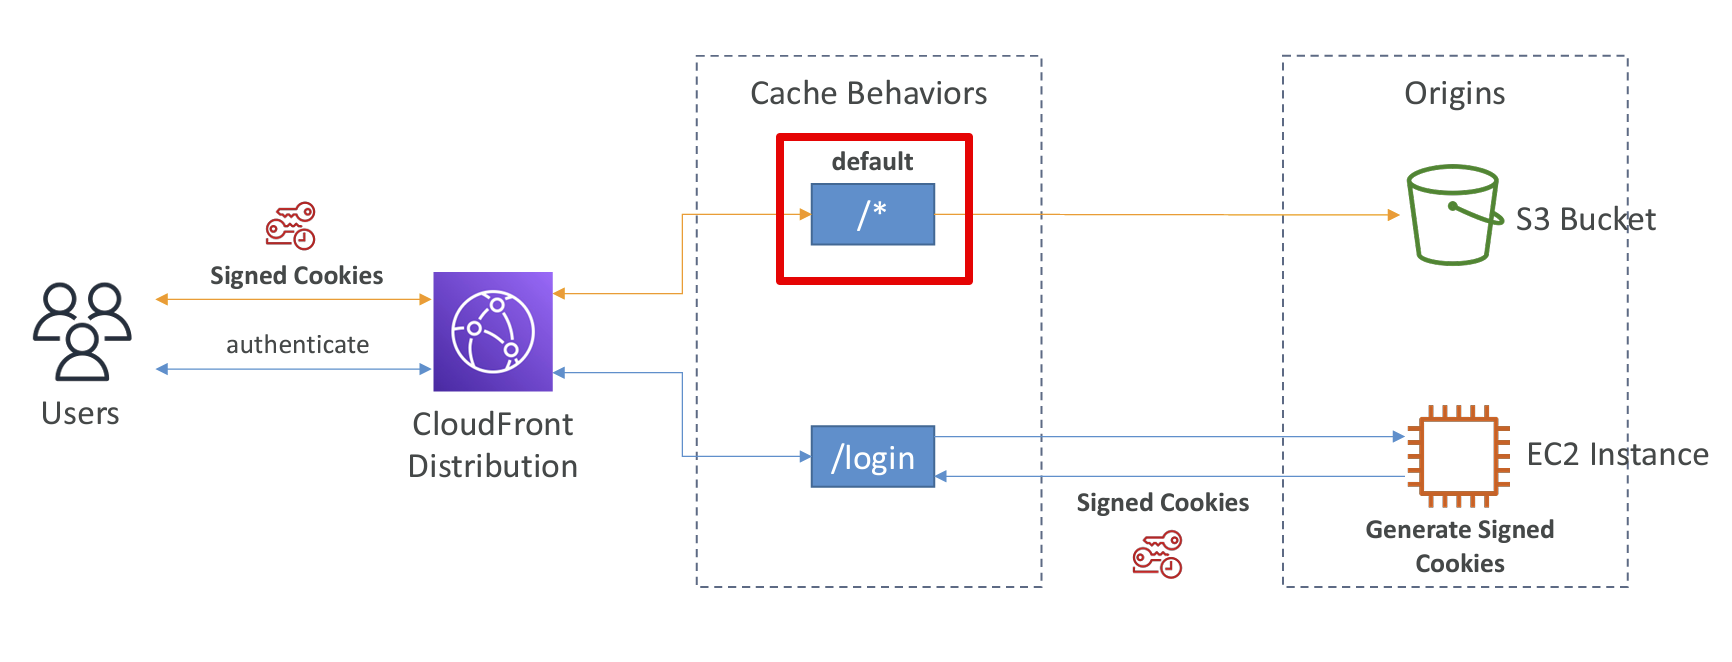 Cache Behaviors
Origins
default
/*
S3 Bucket
Signed Cookies
authenticate
Users
CloudFront
Distribution
/login
EC2 Instance
Signed Cookies
Generate Signed
Cookies